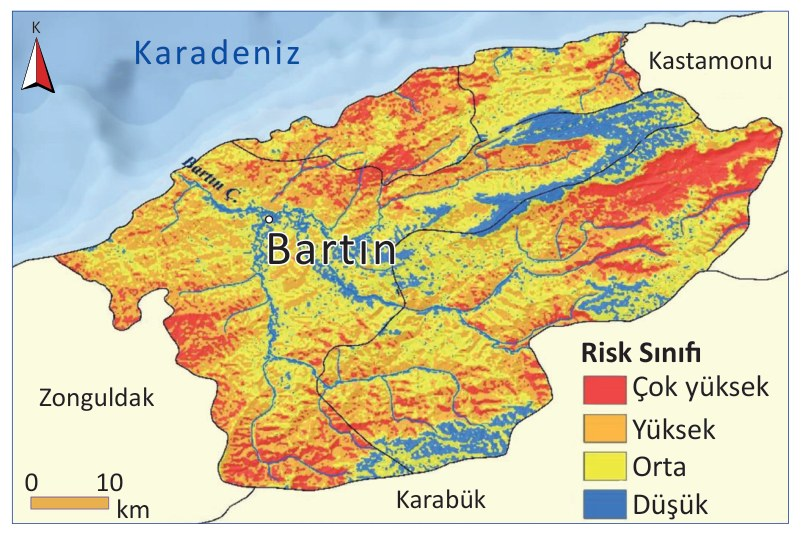 K
Karadeniz
Kastamonu
Bartın Ç.
Bartın
Zonguldak
Karabük
0 10
km
Risk Sınıfı
Çok yüksek
Yüksek
Orta
Düşük